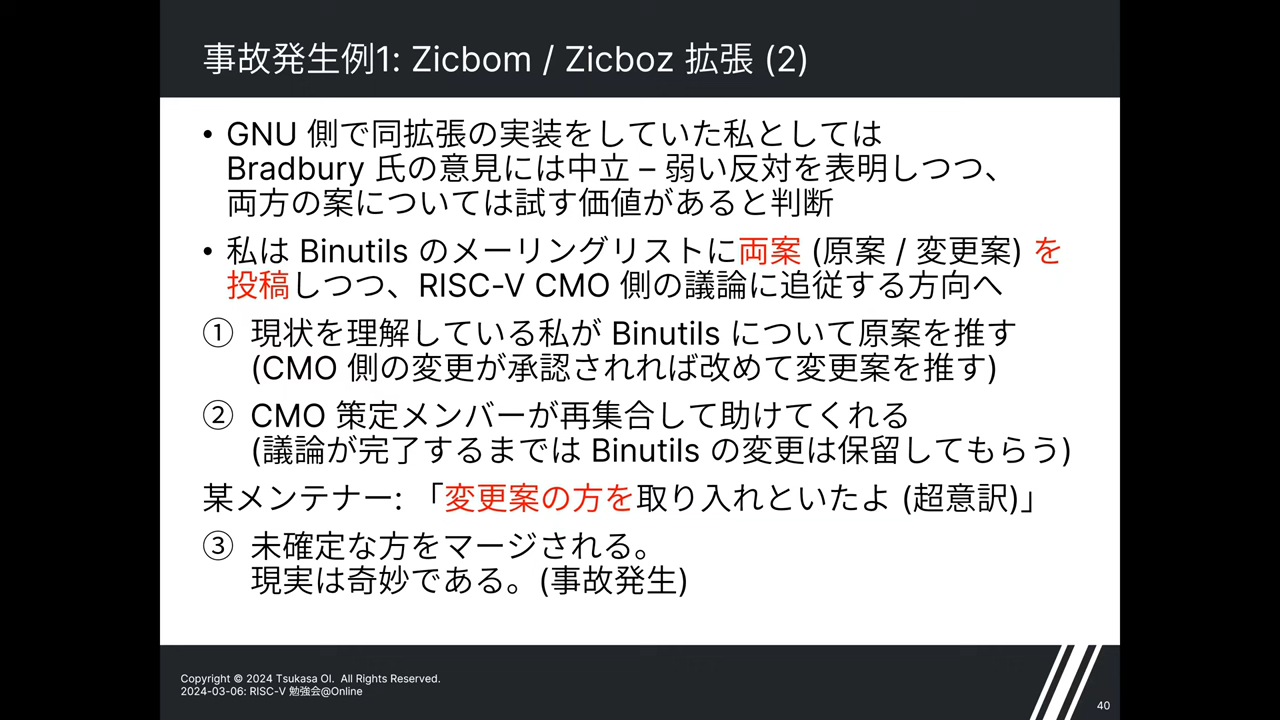 事故発生例1: Zicbom / Zicboz 拡張 (2)
• GNU 側で同拡張の実装をしていた私としては
Bradbury 氏の意見には中立 – 弱い反対を表明しつつ、
両方の案については試す価値があると判断
• 私は Binutils のメーリングリストに両案 (原案 / 変更案) を
投稿しつつ、RISC-V CMO 側の議論に追従する方向へ
① 現状を理解している私が Binutils について原案を推す
(CMO 側の変更が承認されれば改めて変更案を推す)
② CMO 策定メンバーが再集合して助けてくれる
(議論が完了するまでは Binutils の変更は保留してもらう)
某メンテナー: 「変更案の方を取り入れといたよ (超意訳)」
③ 未確定な方をマージされる。
現実は奇妙である。(事故発生)
Copyright © 2024 Tsukasa OI. All Rights Reserved.
2024-03-06: RISC-V 勉強会@Online
40